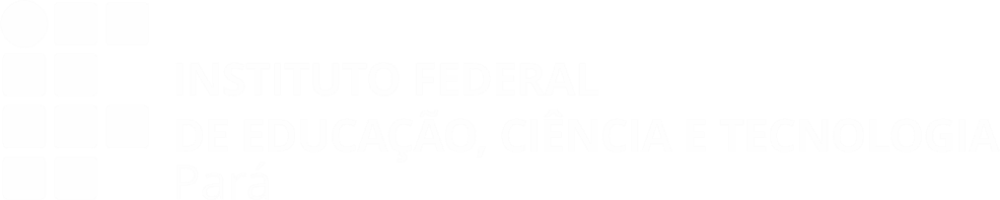 INSTITUTO FEDERAL
DE EDUCAÇÃO, CIÊNCIA E TECNOLOGIA
Pará